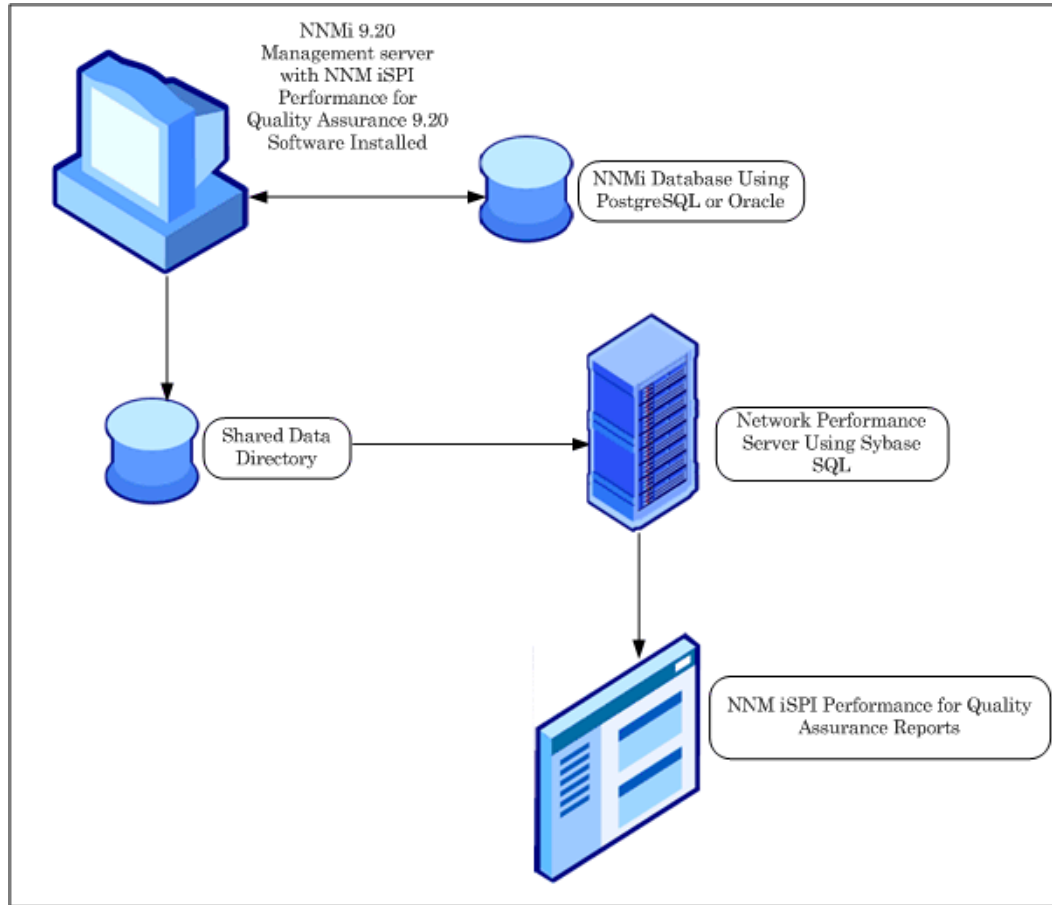 NNMi 9.20
Management server
with NNM iSPI
Performance for
Quality Assurance 9.20
Software Installed
NNMi Database Using
PostgreSQL or Oracle
Shared Data
Directory
Network Performance
Server Using Sybase
SQL
NNM iSPI Performance for Quality
Assurance Reports